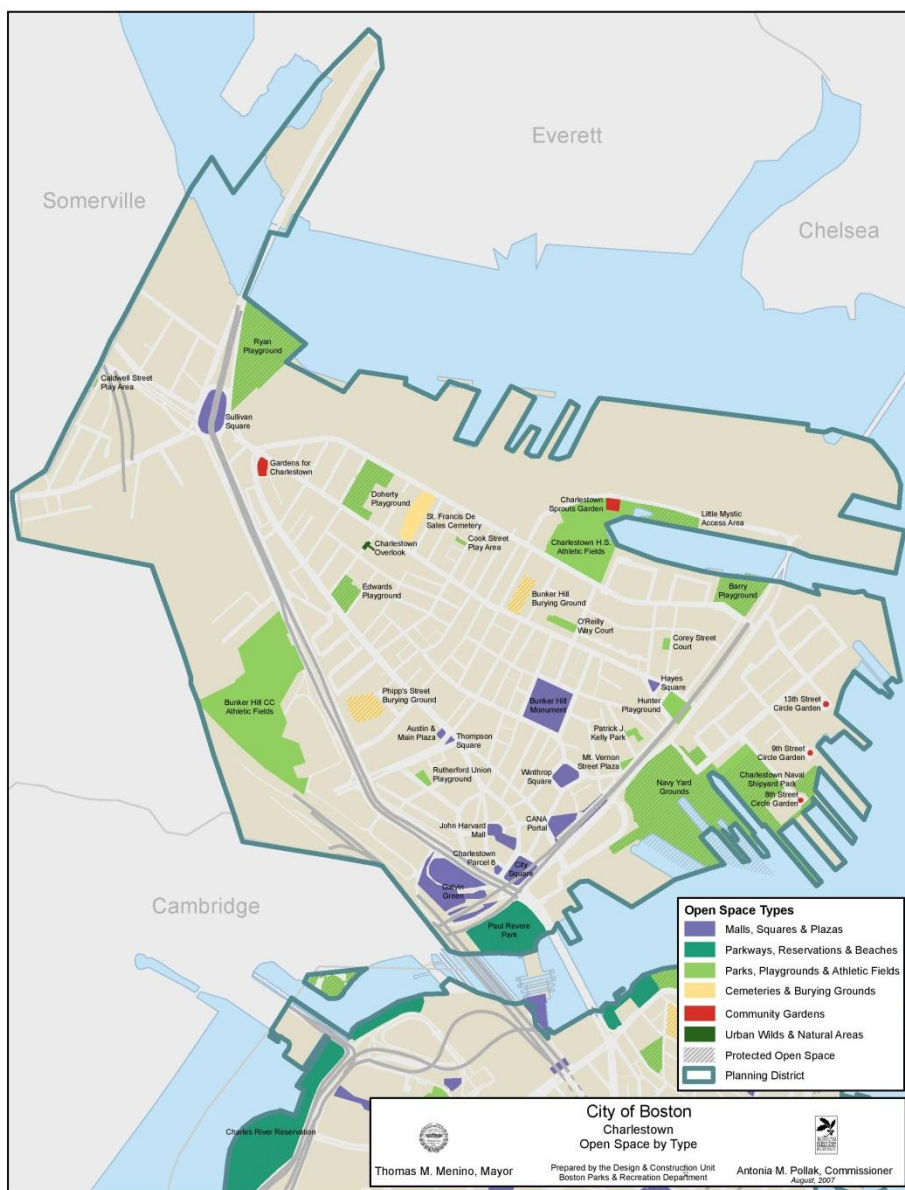 Everett
Somerville
Chelsea
Ryan
Playground
Caldwell Street
Play Area
Sullivan
Square
Gardens for
Charlestown
Doherty
Playground
St. Francis De
Sales Cemetery
Charlestown
Sprouts Garden
Little Mystic
Access Area
Charlestown
Overlook
Cook Street
Play Area
Charlestown H.S.
Athletic Fields
Edwards
Playground
Bunker Hill
Burying Ground
Barry
Playground
O'Reilly
Way Court
Corey Street
Court
Bunker Hill CC
Athletic Fields
Phipp's Street
Burying Ground
Bunker Hill
Monument
Hayes
Square
Hunter
Playground
13th Street
Circle Garden
Austin &
Main Plaza
Thompson
Square
Patrick J.
Kelly Park
Mt. Vernon
Street Plaza
9th Street
Circle Garden
Rutherford Union
Playground
Winthrop
Square
Navy Yard
Grounds
Charlestown Naval
Shipyard Park
8th Street
Circle Garden
John Harvard
Mall
CANA
Portal
Charlestown
Parcel 6
City
Square
Galvin
Green
Cambridge
Paul Revere
Park
Charles River Reservation
Open Space Types
Malls, Squares & Plazas
Parkways, Reservations & Beaches
Parks, Playgrounds & Athletic Fields
Cemeteries & Burying Grounds
Community Gardens
Urban Wilds & Natural Areas
Protected Open Space
Planning District
City of Boston
Charlestown
Open Space by Type
Thomas M. Menino, Mayor
Prepared by the Design & Construction Unit
Boston Parks & Recreation Department
Antonia M. Pollak, Commissioner
August, 2007